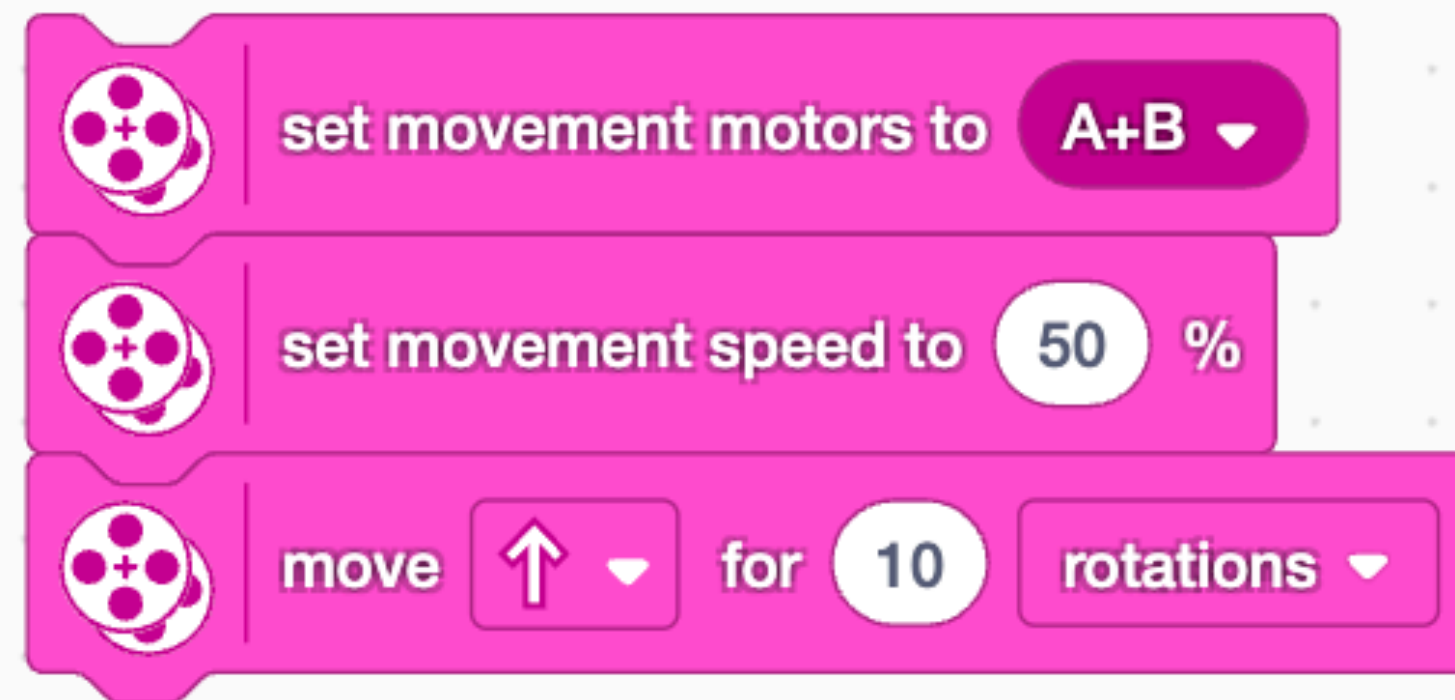 set movement motors to A+B
set movement speed to 50 %
move for 10 rotations